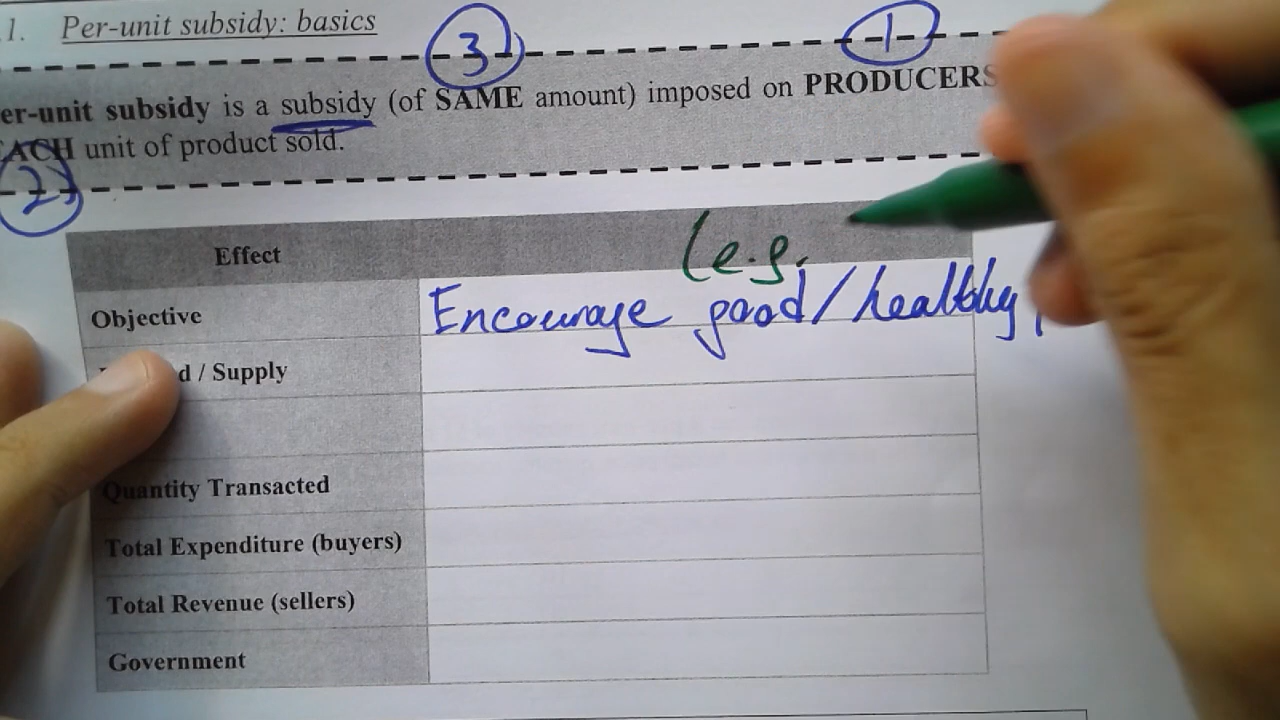 1. Per-unit subsidy: basics
3
1
er-unit subsidy is a subsidy (of SAME amount) imposed on PRODUCERS
ACH unit of product sold.
2
Effect
(e.g.
Objective
Encourage good/healthy
d / Supply
Quantity Transacted
Total Expenditure (buyers)
Total Revenue (sellers)
Government